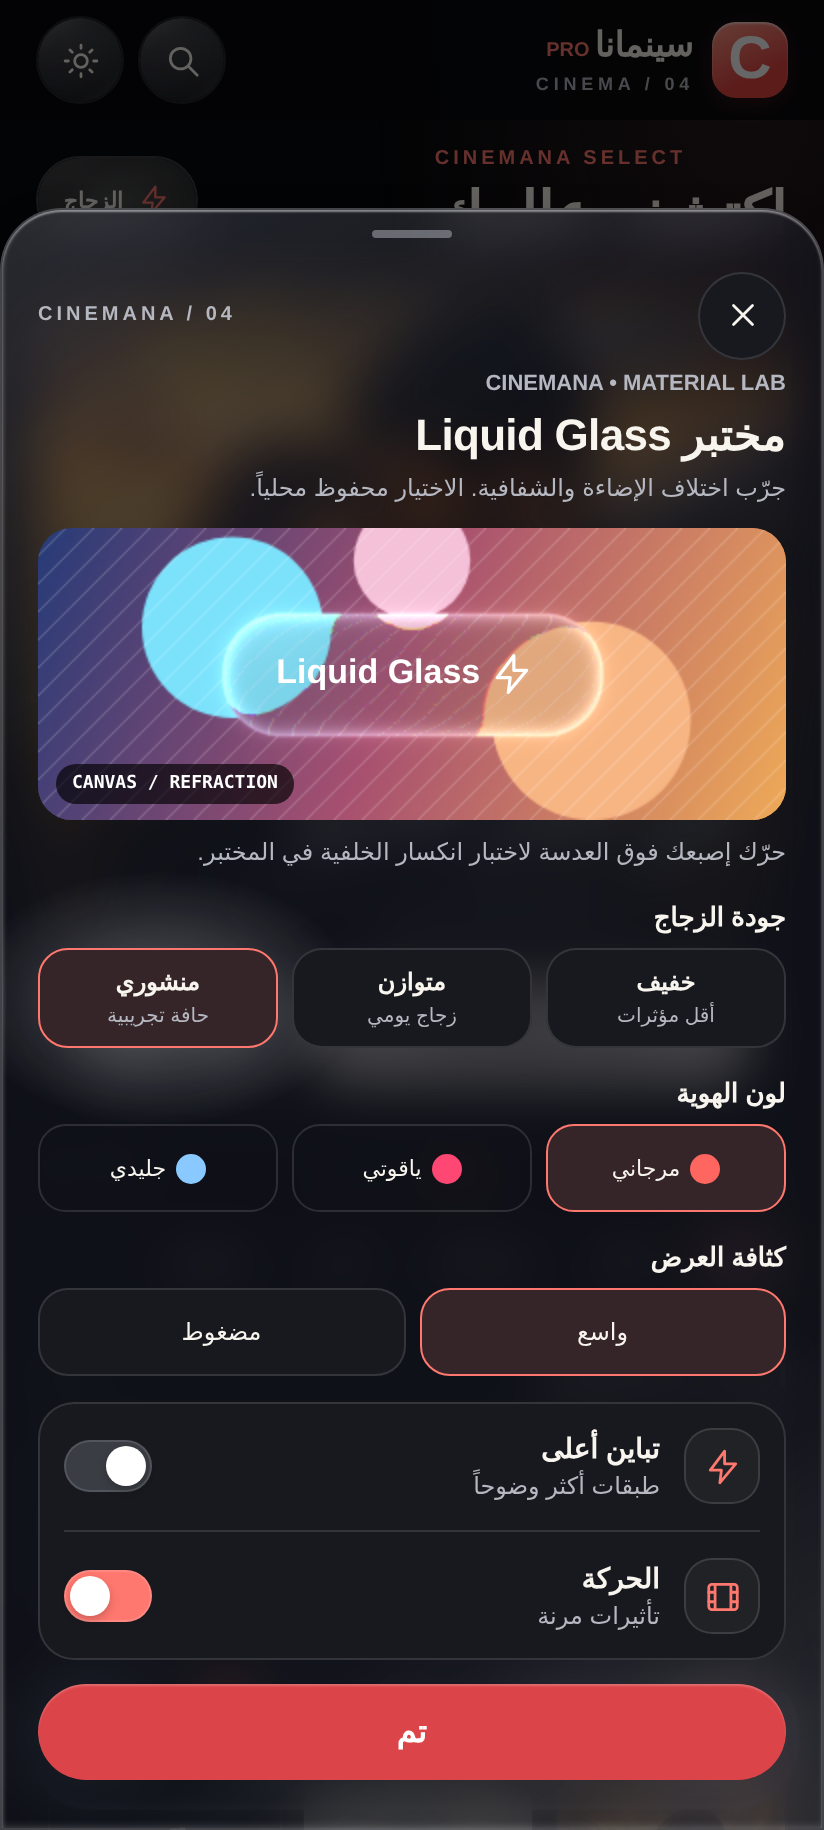 سينمانا PRO
CINEMA / 04
C
CINEMANA SELECT
الزجاج
CINEMANA / 04
CINEMANA • MATERIAL LAB
مختبر Liquid Glass
جرّب اختلاف الإضاءة والشفافية. الاختيار محفوظ محلياً.
Liquid Glass
CANVAS / REFRACTION
حرّك إصبعك فوق العدسة لاختبار انكسار الخلفية في المختبر.
جودة الزجاج
خفيف
أقل مؤثرات
متوازن
زجاج يومي
منشوري
حافة تجريبية
لون الهوية
مرجاني
ياقوتي
جليدي
كثافة العرض
واسع
مضغوط
تباين أعلى
طبقات أكثر وضوحاً
الحركة
تأثيرات مرنة
تم